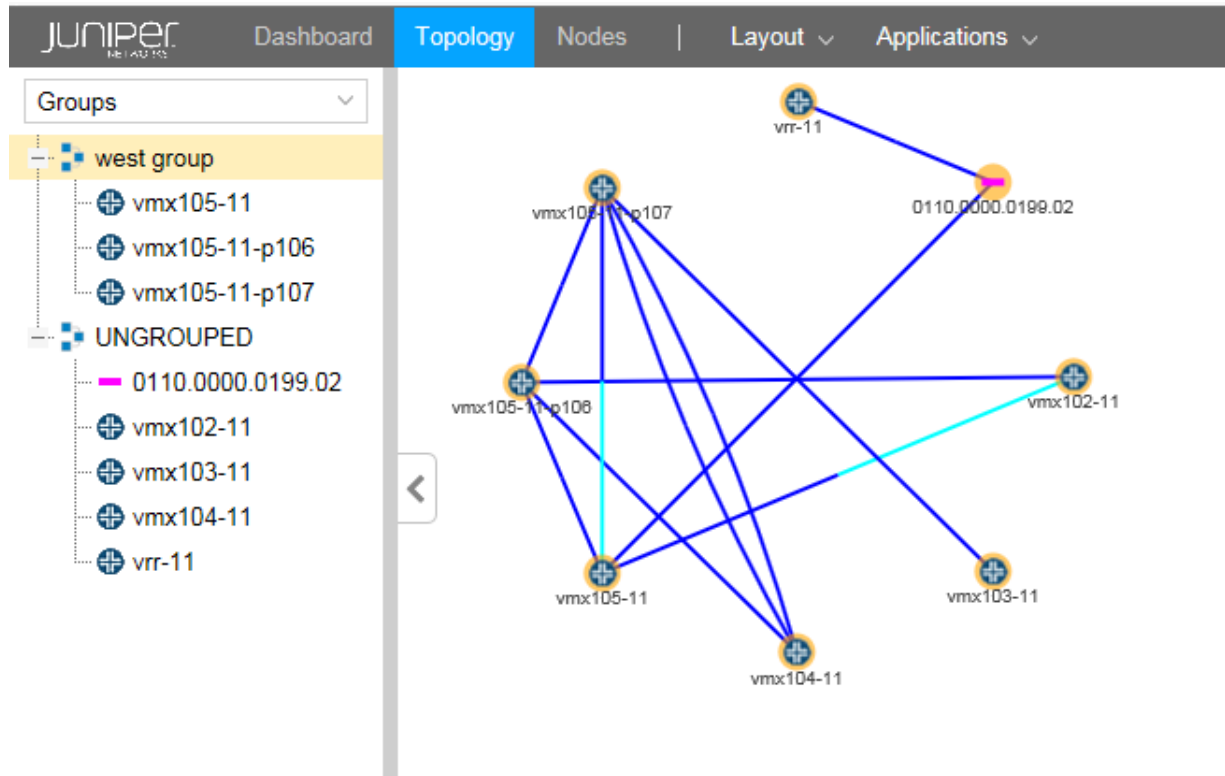 JUNIPER
NETWORKS
Dashboard
Topology
Nodes
|
Layout
Applications
Groups
west group
vmx105-11
vmx105-11-p106
vmx105-11-p107
UNGROUPED
0110.0000.0199.02
vmx102-11
vmx103-11
vmx104-11
vrr-11
vrr-11
vmx105-11-p107
0110.0000.0199.02
vmx105-11-p106
vmx102-11
vmx105-11
vmx103-11
vmx104-11